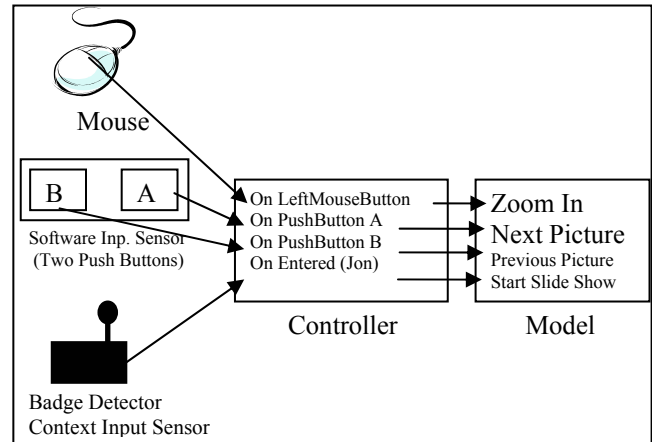 Mouse
B
A
Software Inp. Sensor
(Two Push Buttons)
On LeftMouseButton
On PushButton A
On PushButton B
On Entered (Jon)
Controller
Zoom In
Next Picture
Previous Picture
Start Slide Show
Model
Badge Detector
Context Input Sensor